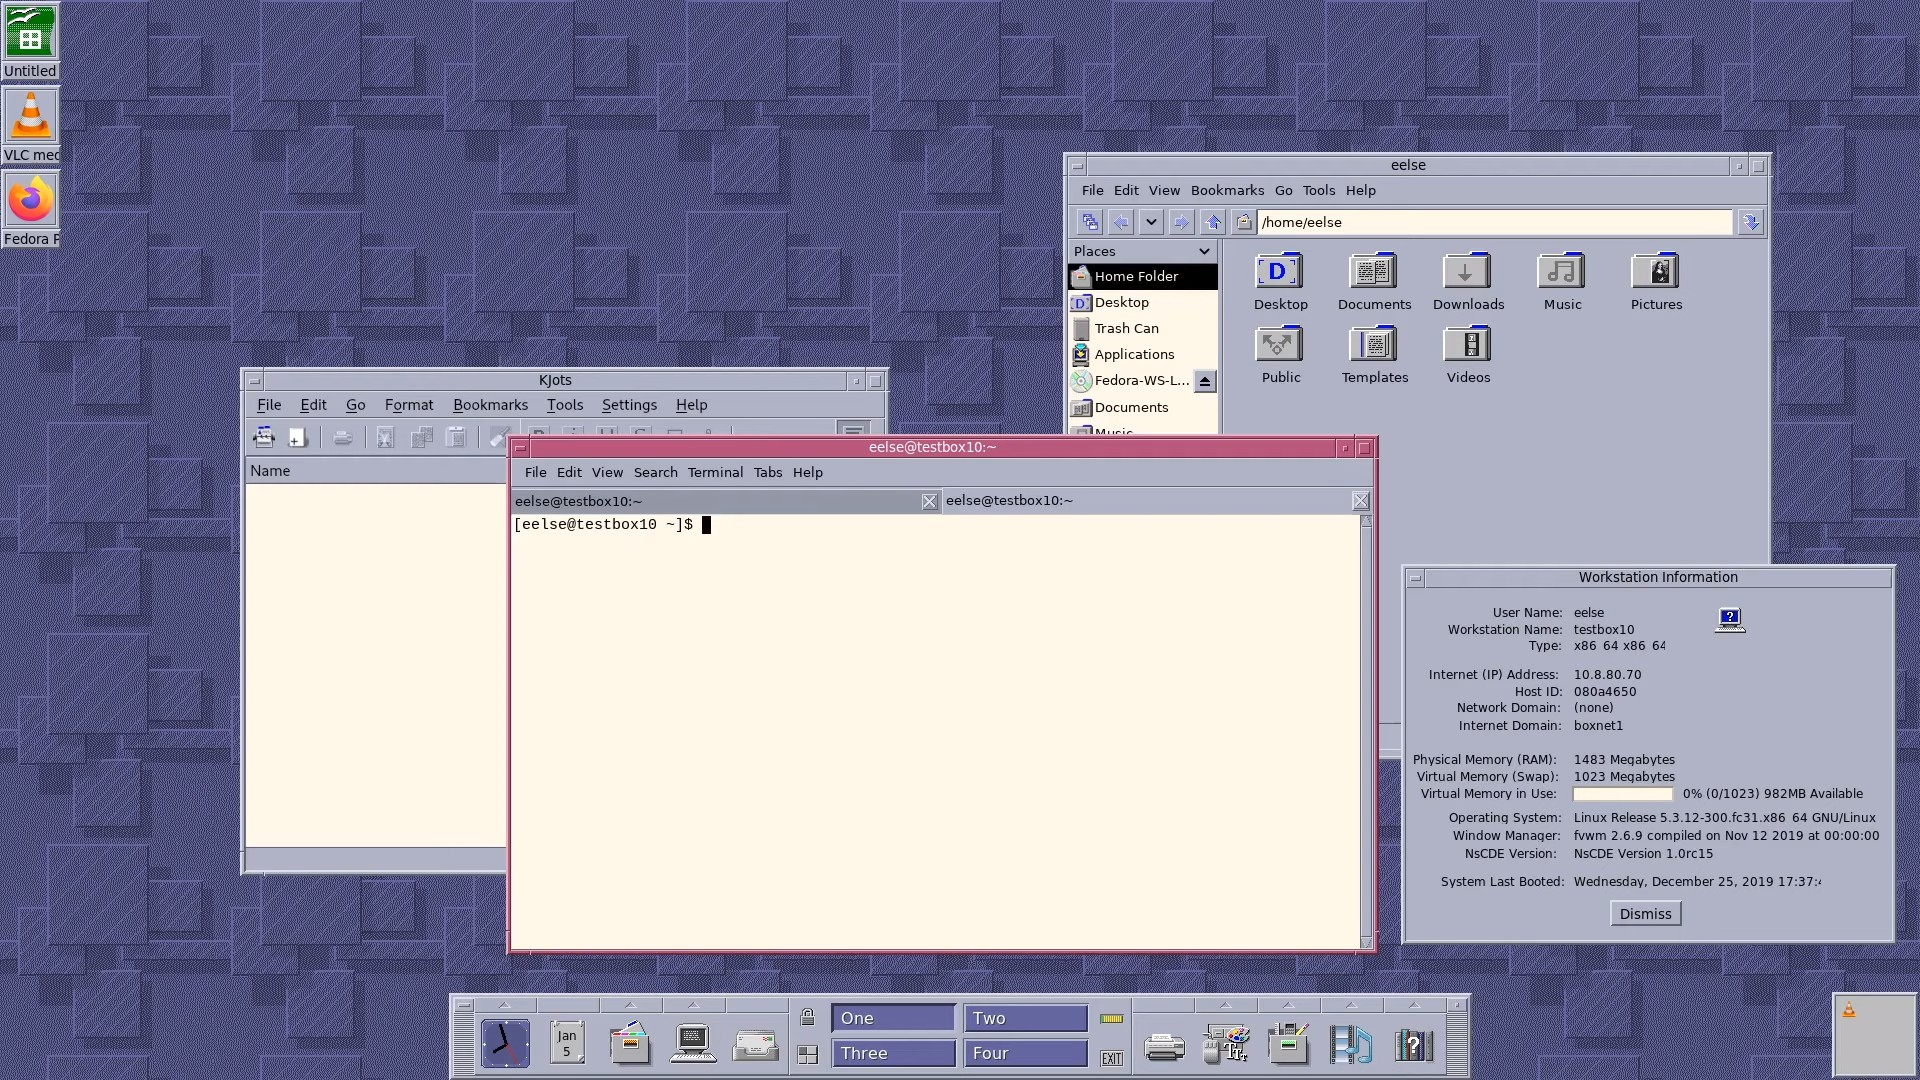 Untitled
VLC med
Fedora F
eelse
File Edit View Bookmarks Go Tools Help
/home/eelse
Places
Home Folder
Desktop
Trash Can
Applications
Fedora-WS-L...
Documents
Music
Desktop Documents Downloads Music Pictures
Public Templates Videos
KJots
File Edit Go Format Bookmarks Tools Settings Help
Name
eelse@testbox10:~
File Edit View Search Terminal Tabs Help
eelse@testbox10:~ eelse@testbox10:~
[eelse@testbox10 ~]$
Workstation Information
User Name: eelse
Workstation Name: testbox10
Type: x86_64 x86_64
Internet (IP) Address: 10.8.80.70
Host ID: 080a4650
Network Domain: (none)
Internet Domain: boxnet1
Physical Memory (RAM): 1483 Megabytes
Virtual Memory (Swap): 1023 Megabytes
Virtual Memory in Use: 0% (0/1023) 982MB Available
Operating System: Linux Release 5.3.12-300.fc31.x86_64 GNU/Linux
Window Manager: fvwm 2.6.9 compiled on Nov 12 2019 at 00:00:00
NsCDE Version: NsCDE Version 1.0rc15
System Last Booted: Wednesday, December 25, 2019 17:37:
Dismiss
Jan
5
One Two
Three Four
EXIT